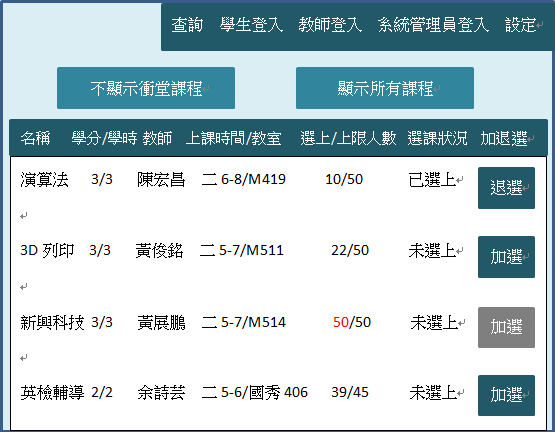 查詢 學生登入 教師登入 系統管理員登入 設定
不顯示衝堂課程 顯示所有課程
名稱 學分/學時 教師 上課時間/教室 選上/上限人數 選課狀況 加退選
演算法 3/3 陳宏昌 二 6-8/M419 10/50 已選上 退選
3D 列印 3/3 黃俊銘 二 5-7/M511 22/50 未選上 加選
新興科技 3/3 黃展鵬 二 5-7/M514 50/50 未選上 加選
英檢輔導 2/2 余詩芸 二 5-6/國秀 406 39/45 未選上 加選